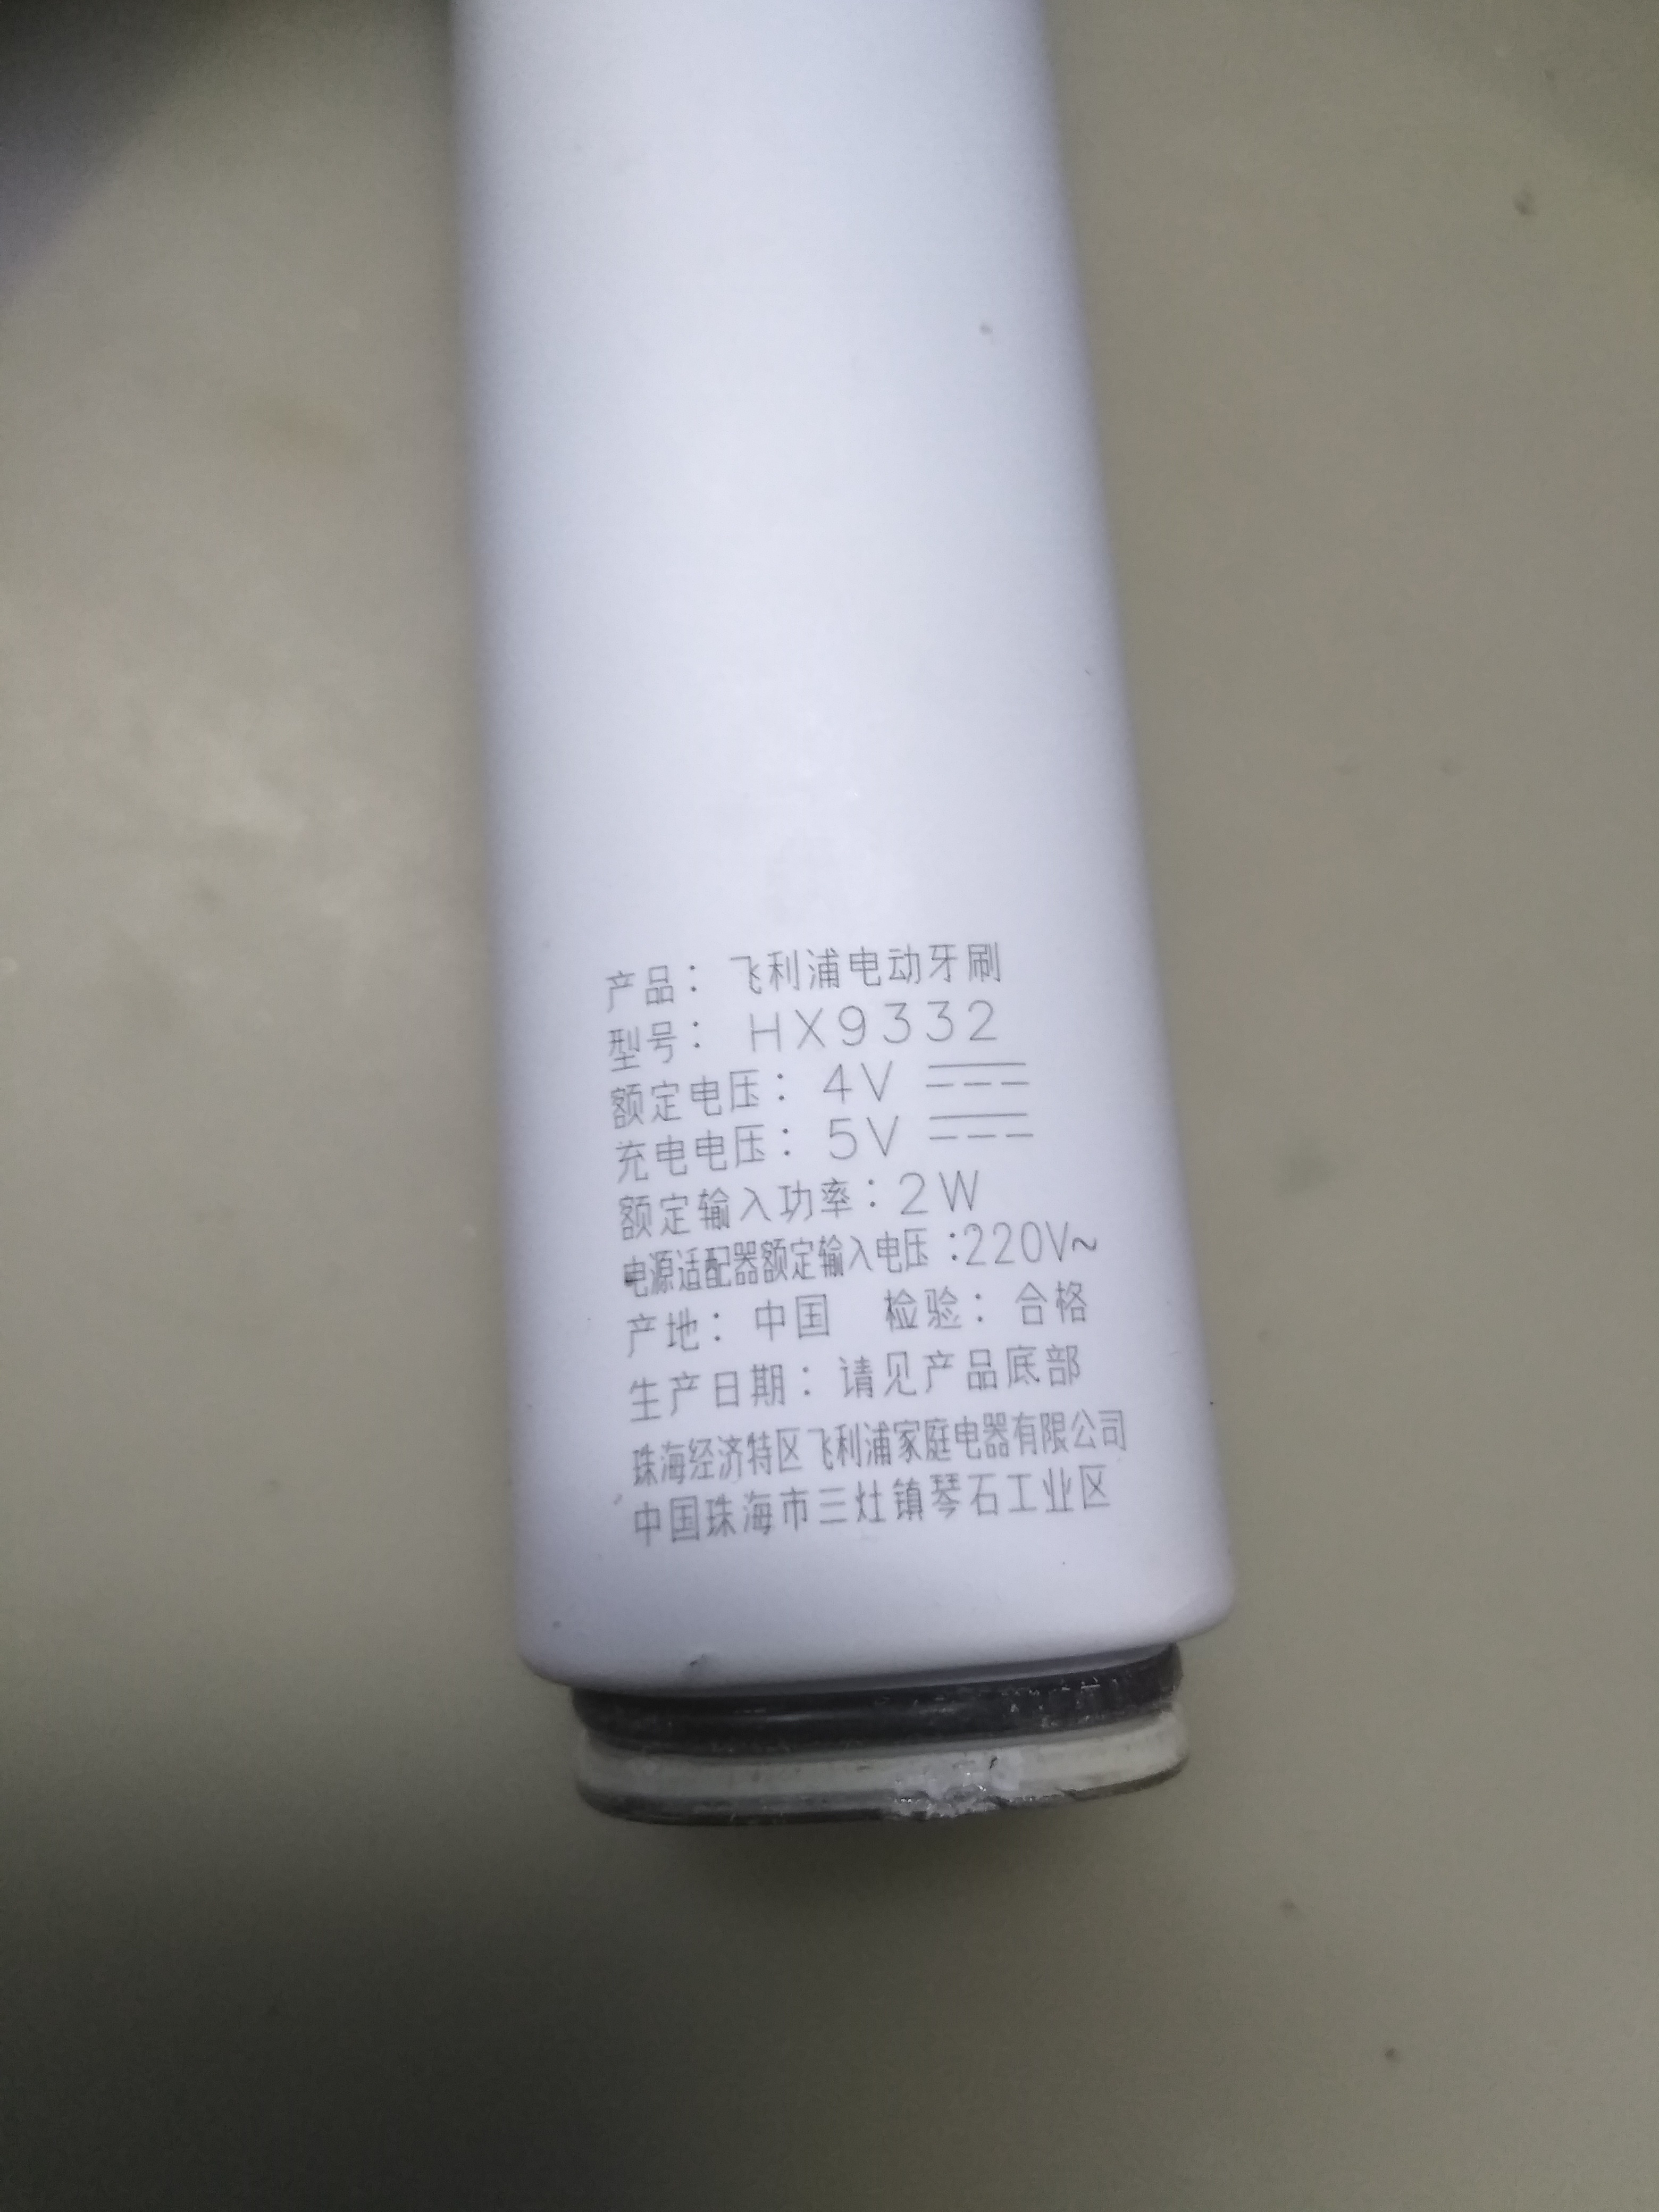 产品：飞利浦电动牙刷
型号：HX9332
额定电压：4V ⎓
充电电压：5V ⎓
额定输入功率：2W
电源适配器额定输入电压：220V~
产地：中国 检验：合格
生产日期：请见产品底部
珠海经济特区飞利浦家庭电器有限公司
中国珠海市三灶镇琴石工业区